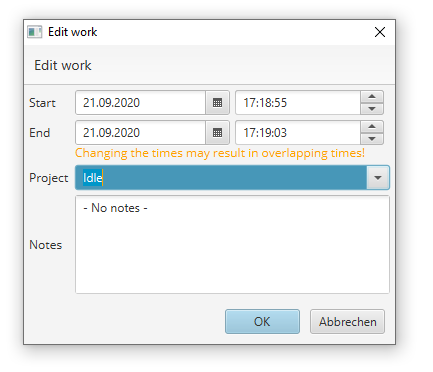 Edit work
Edit work
Start 21.09.2020 17:18:55
End 21.09.2020 17:19:03
Changing the times may result in overlapping times!
Project Idle
- No notes -
Notes
OK Abbrechen